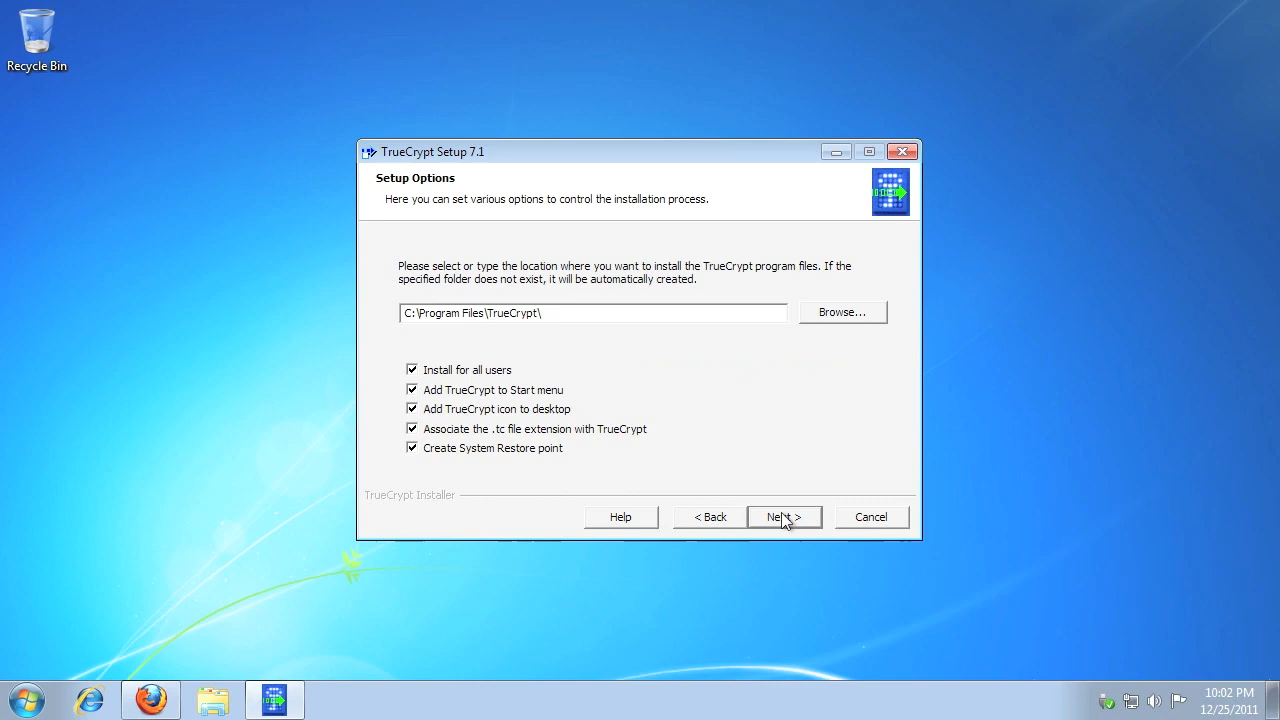 Recycle Bin
TrueCrypt Setup 7.1
Setup Options
Here you can set various options to control the installation process.
Please select or type the location where you want to install the TrueCrypt program files. If the
specified folder does not exist, it will be automatically created.
C:\Program Files\TrueCrypt\
Browse...
Install for all users
Add TrueCrypt to Start menu
Add TrueCrypt icon to desktop
Associate the .tc file extension with TrueCrypt
Create System Restore point
TrueCrypt Installer
Help
< Back
Next >
Cancel
10:02 PM
12/25/2011